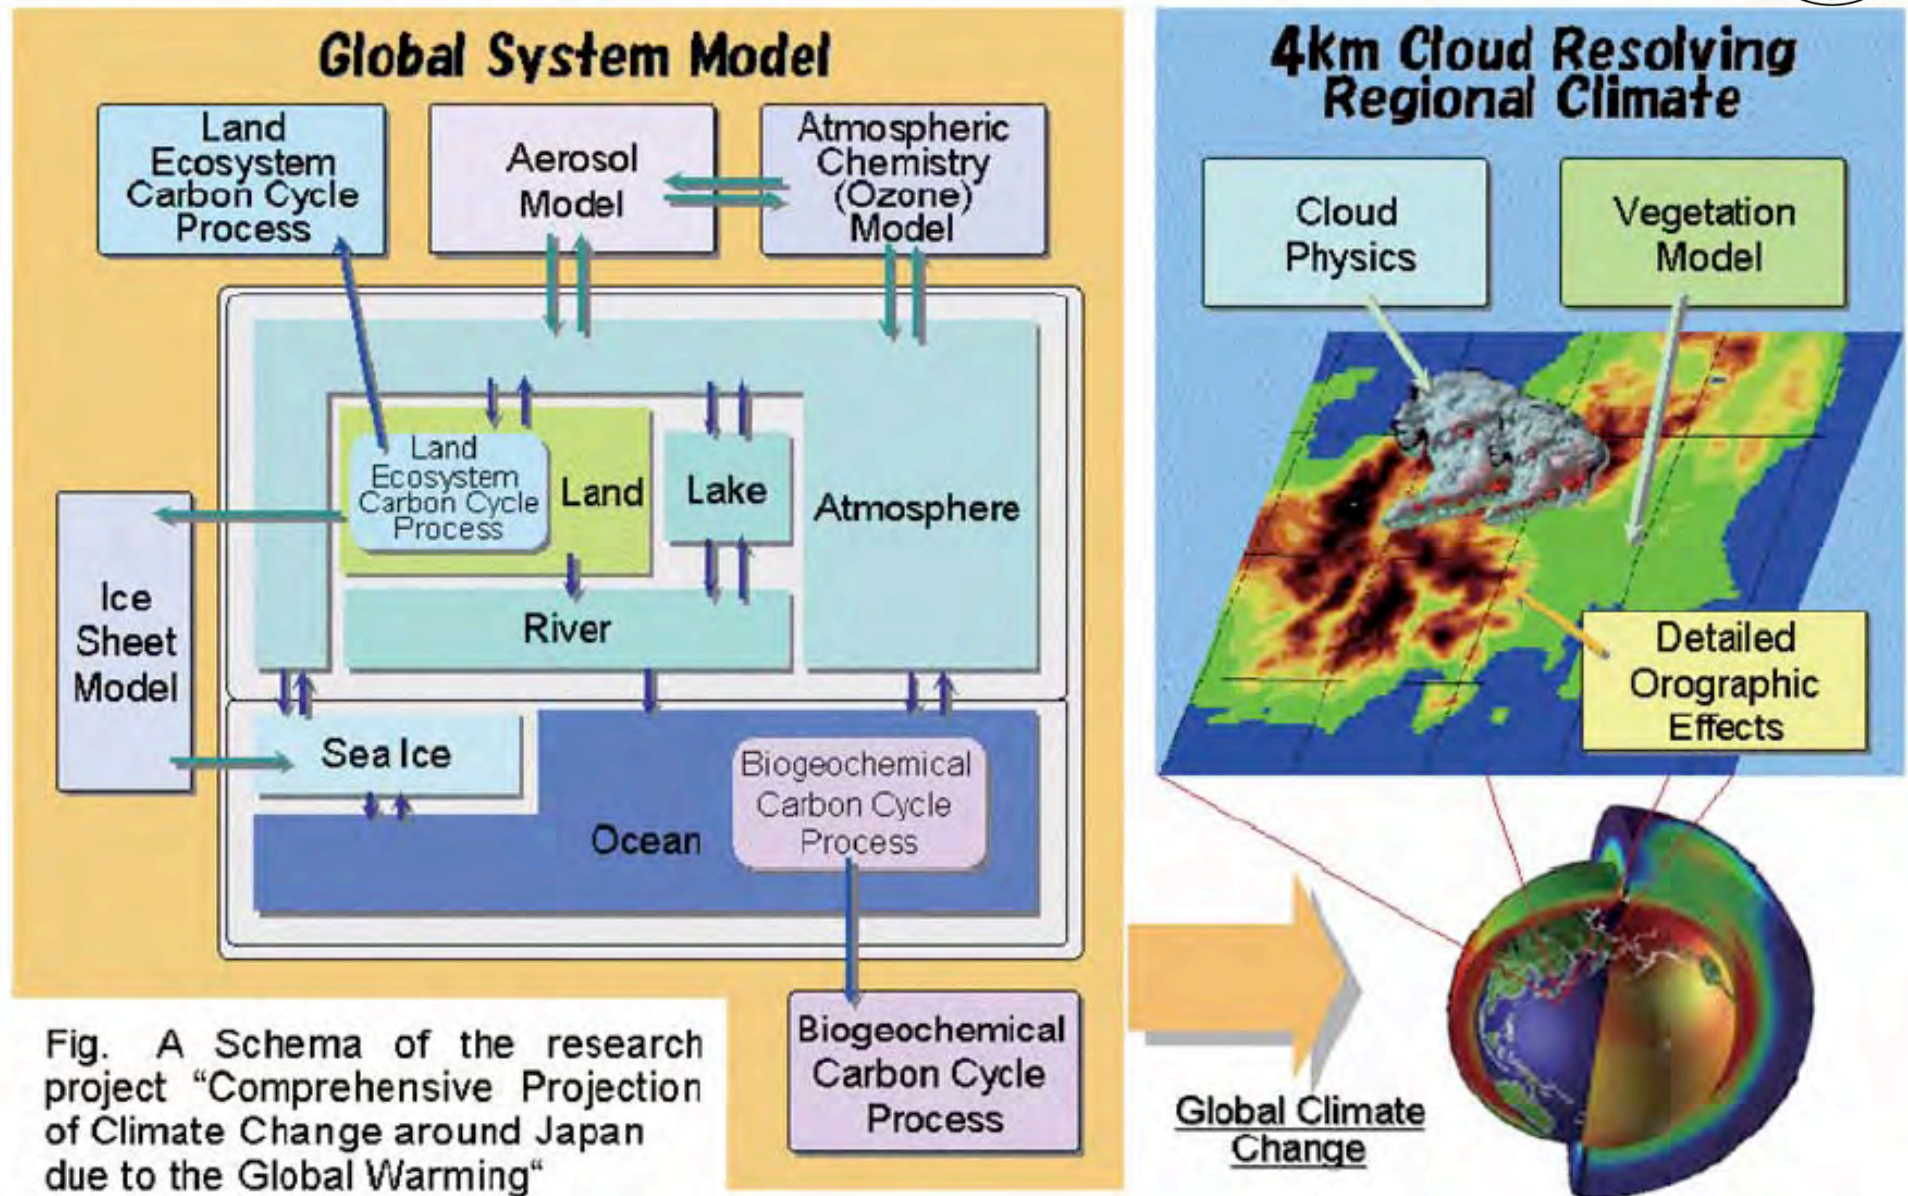 Global System Model
Land
Ecosystem
Carbon Cycle
Process
Aerosol
Model
Atmospheric
Chemistry
(Ozone)
Model
Land
Ecosystem
Carbon Cycle
Process
Land
Lake
Atmosphere
River
Ice
Sheet
Model
Sea Ice
Ocean
Biogeochemical
Carbon Cycle
Process
Biogeochemical
Carbon Cycle
Process
Fig. A Schema of the research
project “Comprehensive Projection
of Climate Change around Japan
due to the Global Warming“
4km Cloud Resolving
Regional Climate
Cloud
Physics
Vegetation
Model
Detailed
Orographic
Effects
Global Climate
Change